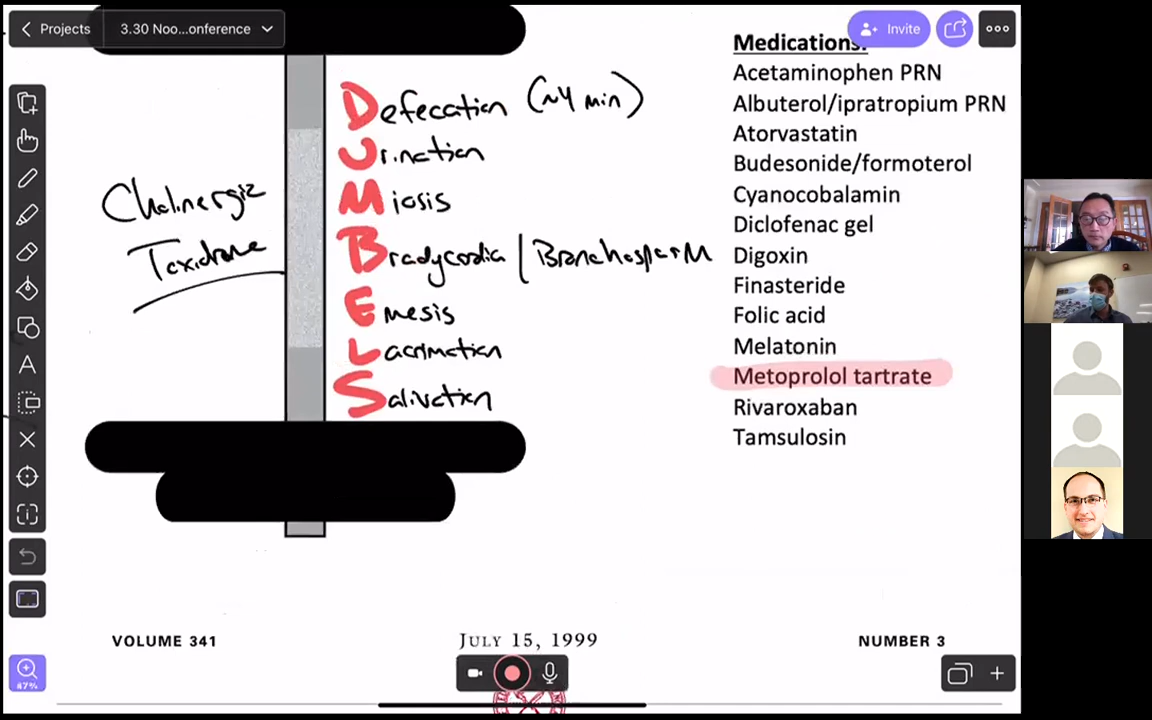 Projects
3.30 Noo...onference
Invite
Defecation (~4 min)
Urination
Miosis
Bradycardia / Bronchospasm
Emesis
Lacrimation
Salivation
Cholinergic
Toxidrome
Medications:
Acetaminophen PRN
Albuterol/ipratropium PRN
Atorvastatin
Budesonide/formoterol
Cyanocobalamin
Diclofenac gel
Digoxin
Finasteride
Folic acid
Melatonin
Metoprolol tartrate
Rivaroxaban
Tamsulosin
VOLUME 341
JULY 15, 1999
NUMBER 3
47%